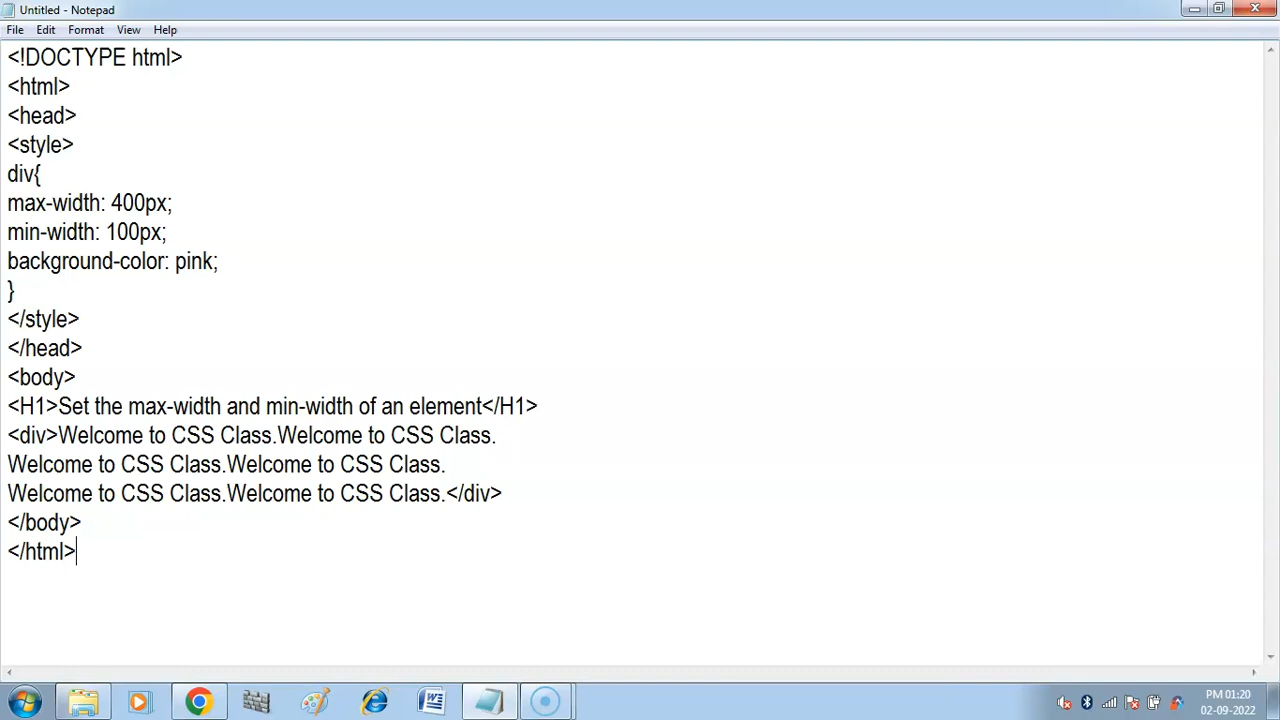 Untitled - Notepad
File Edit Format View Help
<!DOCTYPE html>
<html>
<head>
<style>
div{
max-width: 400px;
min-width: 100px;
background-color: pink;
}
</style>
</head>
<body>
<H1>Set the max-width and min-width of an element</H1>
<div>Welcome to CSS Class.Welcome to CSS Class.
Welcome to CSS Class.Welcome to CSS Class.
Welcome to CSS Class.Welcome to CSS Class.</div>
</body>
</html>
PM 01:20
02-09-2022